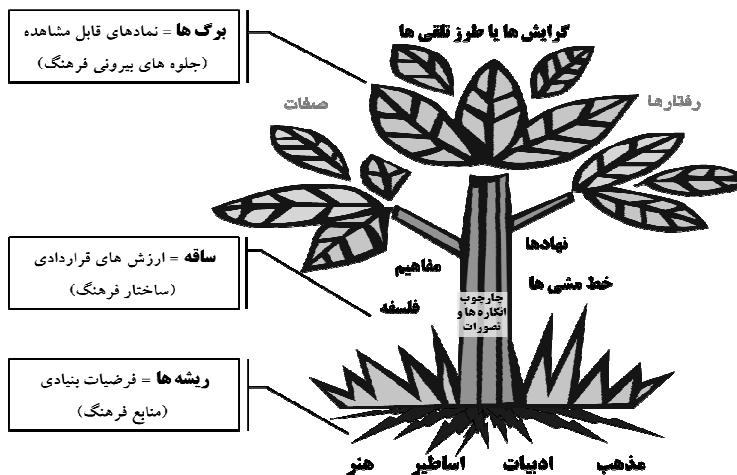 گرایش ها یا طرز تلقی ها
برگ ها = نمادهای قابل مشاهده
(جلوه های بیرونی فرهنگ)
رفتارها
صفات
ساقه = ارزش های قراردادی
(ساختار فرهنگ)
نهادها
خط مشی ها
مفاهیم
فلسفه
چارچوب
انگاره ها و
تصورات
ریشه ها = فرضیات بنیادی
(منابع فرهنگ)
مذهب
ادبیات
اساطیر
هنر